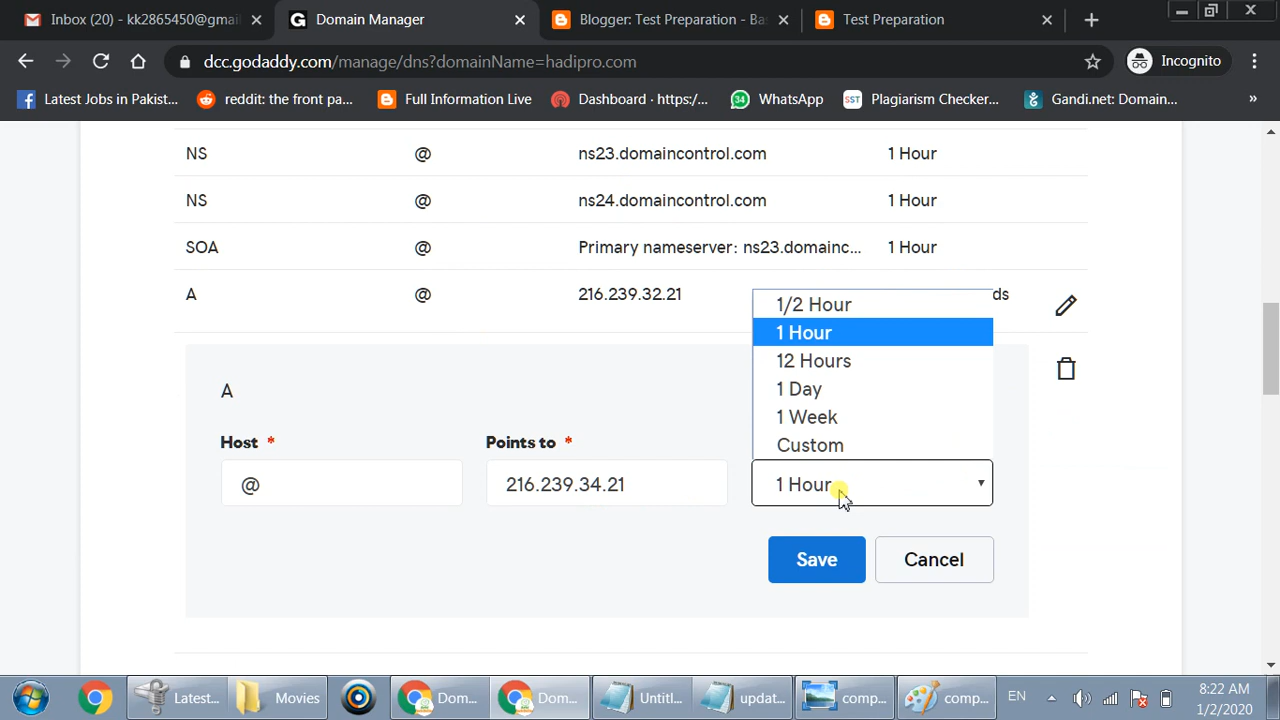 Inbox (20) - kk2865450@gmai
Domain Manager
Blogger: Test Preparation - Bas
Test Preparation
dcc.godaddy.com/manage/dns?domainName=hadipro.com
Incognito
Latest Jobs in Pakist...
reddit: the front pa...
Full Information Live
Dashboard · https:/...
34
WhatsApp
SST
Plagiarism Checker...
Gandi.net: Domain...
»
NS @ ns23.domaincontrol.com 1 Hour
NS @ ns24.domaincontrol.com 1 Hour
SOA @ Primary nameserver: ns23.domainc... 1 Hour
A @ 216.239.32.21 ds
1/2 Hour
1 Hour
12 Hours
1 Day
1 Week
Custom
A
Host *
Points to *
@
216.239.34.21
1 Hour
Save
Cancel
Latest...
Movies
Dom...
Dom...
Untitl...
updat...
comp...
comp...
EN
8:22 AM
1/2/2020